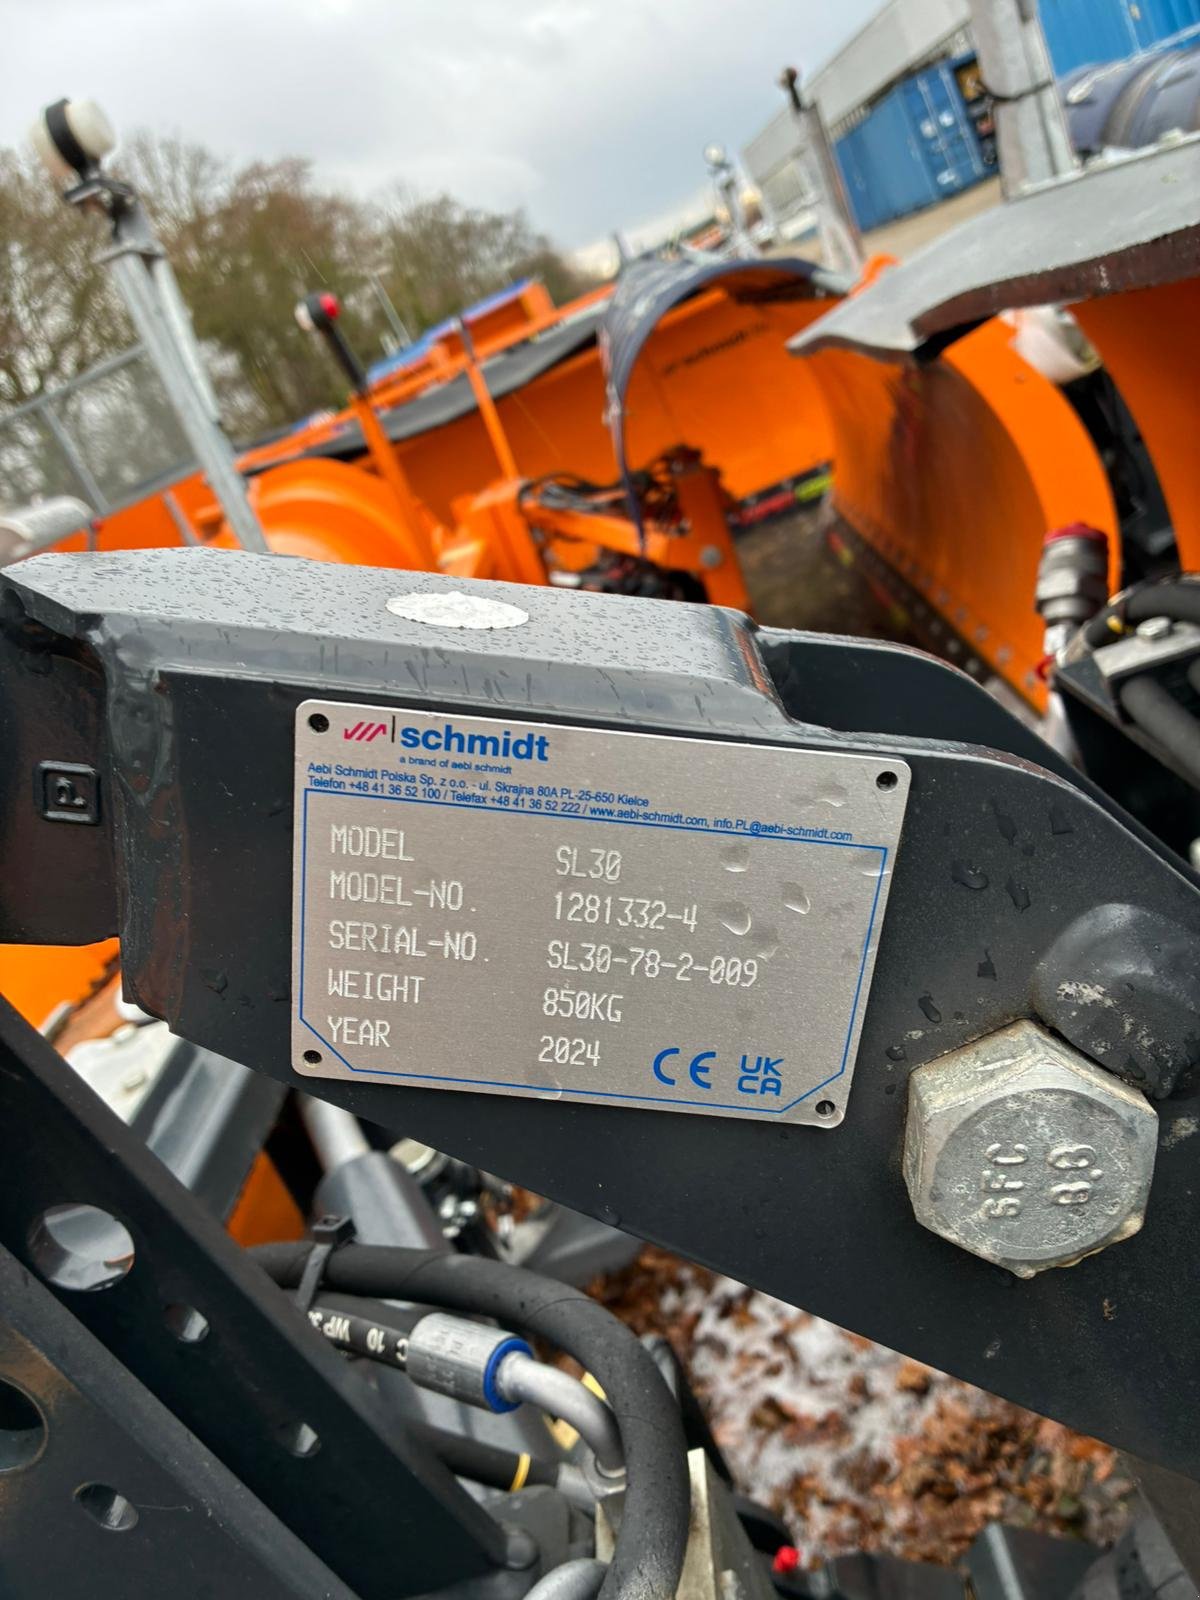 schmidt
schmidt
a brand of aebi schmidt
Aebi Schmidt Polska Sp. z o.o. - ul. Skrajna 80A PL-25-650 Kielce
Telefon +48 41 36 52 100 / Telefax +48 41 36 52 222 / www.aebi-schmidt.com, info.PL@aebi-schmidt.com
MODEL SL30
MODEL-NO. 1281332-4
SERIAL-NO. SL30-78-2-009
WEIGHT 850KG
YEAR 2024
CE UK
CA
SFC
8.8
C 10 WP